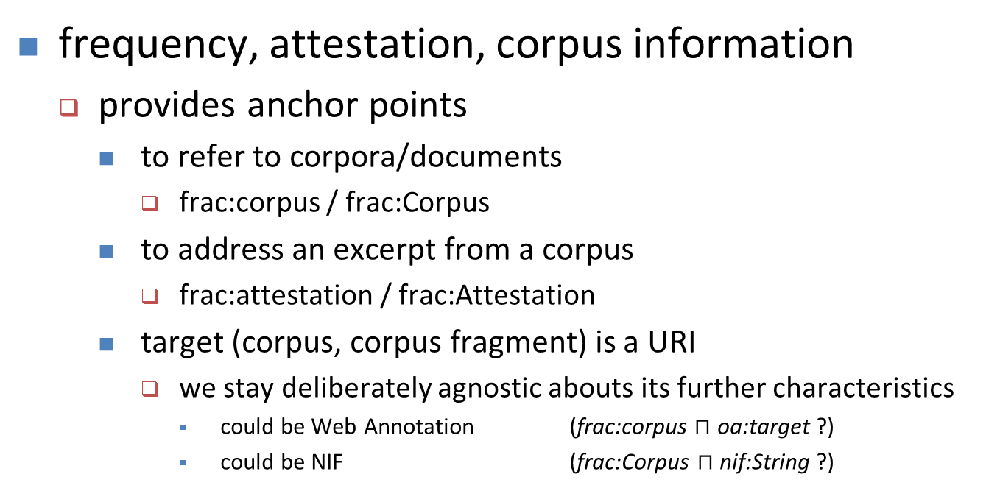 frequency, attestation, corpus information
provides anchor points
to refer to corpora/documents
frac:corpus / frac:Corpus
to address an excerpt from a corpus
frac:attestation / frac:Attestation
target (corpus, corpus fragment) is a URI
we stay deliberately agnostic abouts its further characteristics
could be Web Annotation (frac:corpus ⊓ oa:target ?)
could be NIF (frac:Corpus ⊓ nif:String ?)